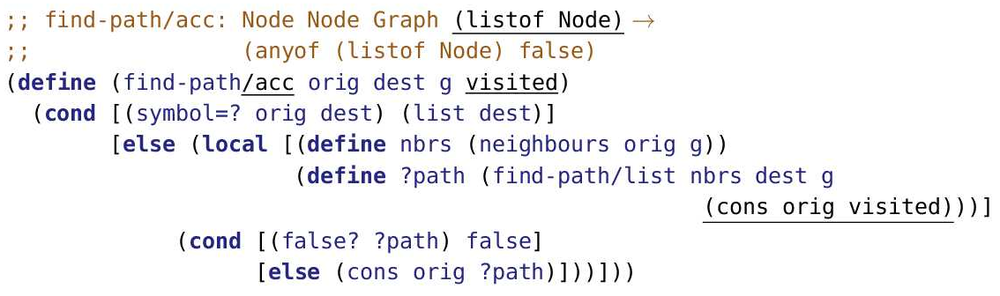 ;; find-path/acc: Node Node Graph (listof Node) →
;; (anyof (listof Node) false)
(define (find-path/acc orig dest g visited)
(cond [(symbol=? orig dest) (list dest)]
[else (local [(define nbrs (neighbours orig g))
(define ?path (find-path/list nbrs dest g
(cons orig visited)))]
(cond [(false? ?path) false]
[else (cons orig ?path)]))]))